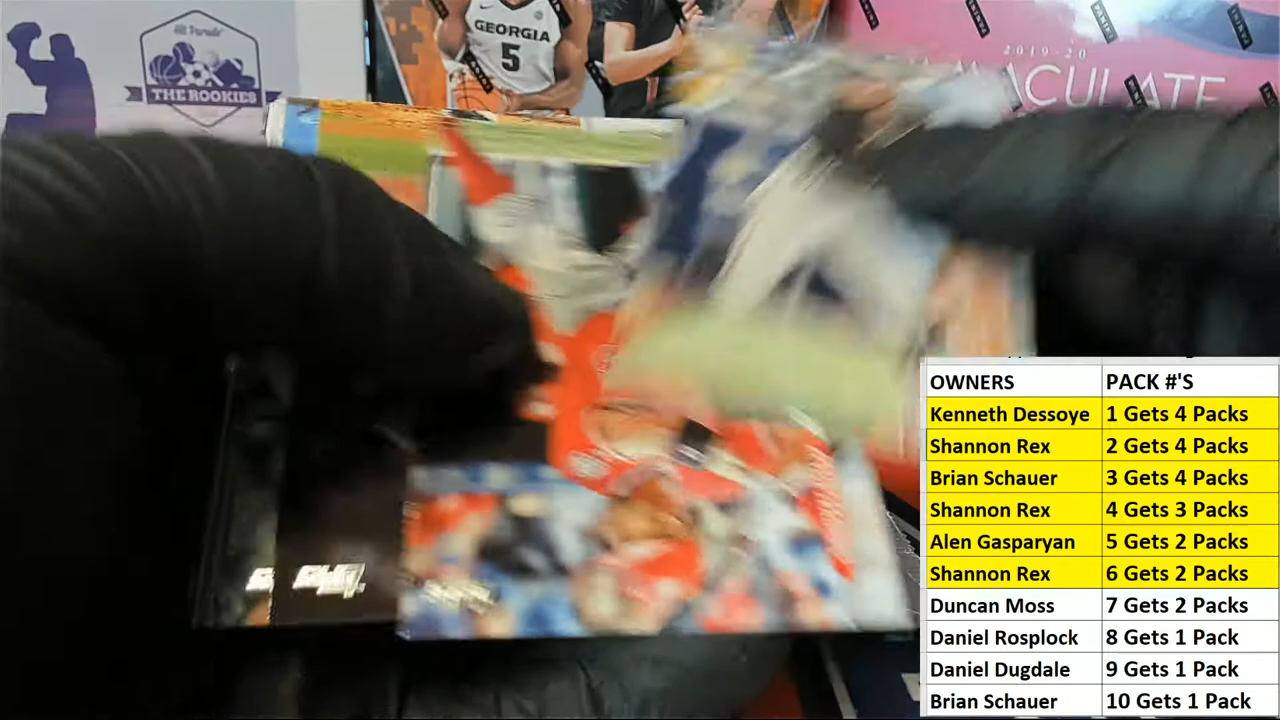 Hit Parade
THE ROOKIES
GEORGIA
5
2019-20
MACULATE
OWNERS PACK #'S
Kenneth Dessoye 1 Gets 4 Packs
Shannon Rex 2 Gets 4 Packs
Brian Schauer 3 Gets 4 Packs
Shannon Rex 4 Gets 3 Packs
Alen Gasparyan 5 Gets 2 Packs
Shannon Rex 6 Gets 2 Packs
Duncan Moss 7 Gets 2 Packs
Daniel Rosplock 8 Gets 1 Pack
Daniel Dugdale 9 Gets 1 Pack
Brian Schauer 10 Gets 1 Pack